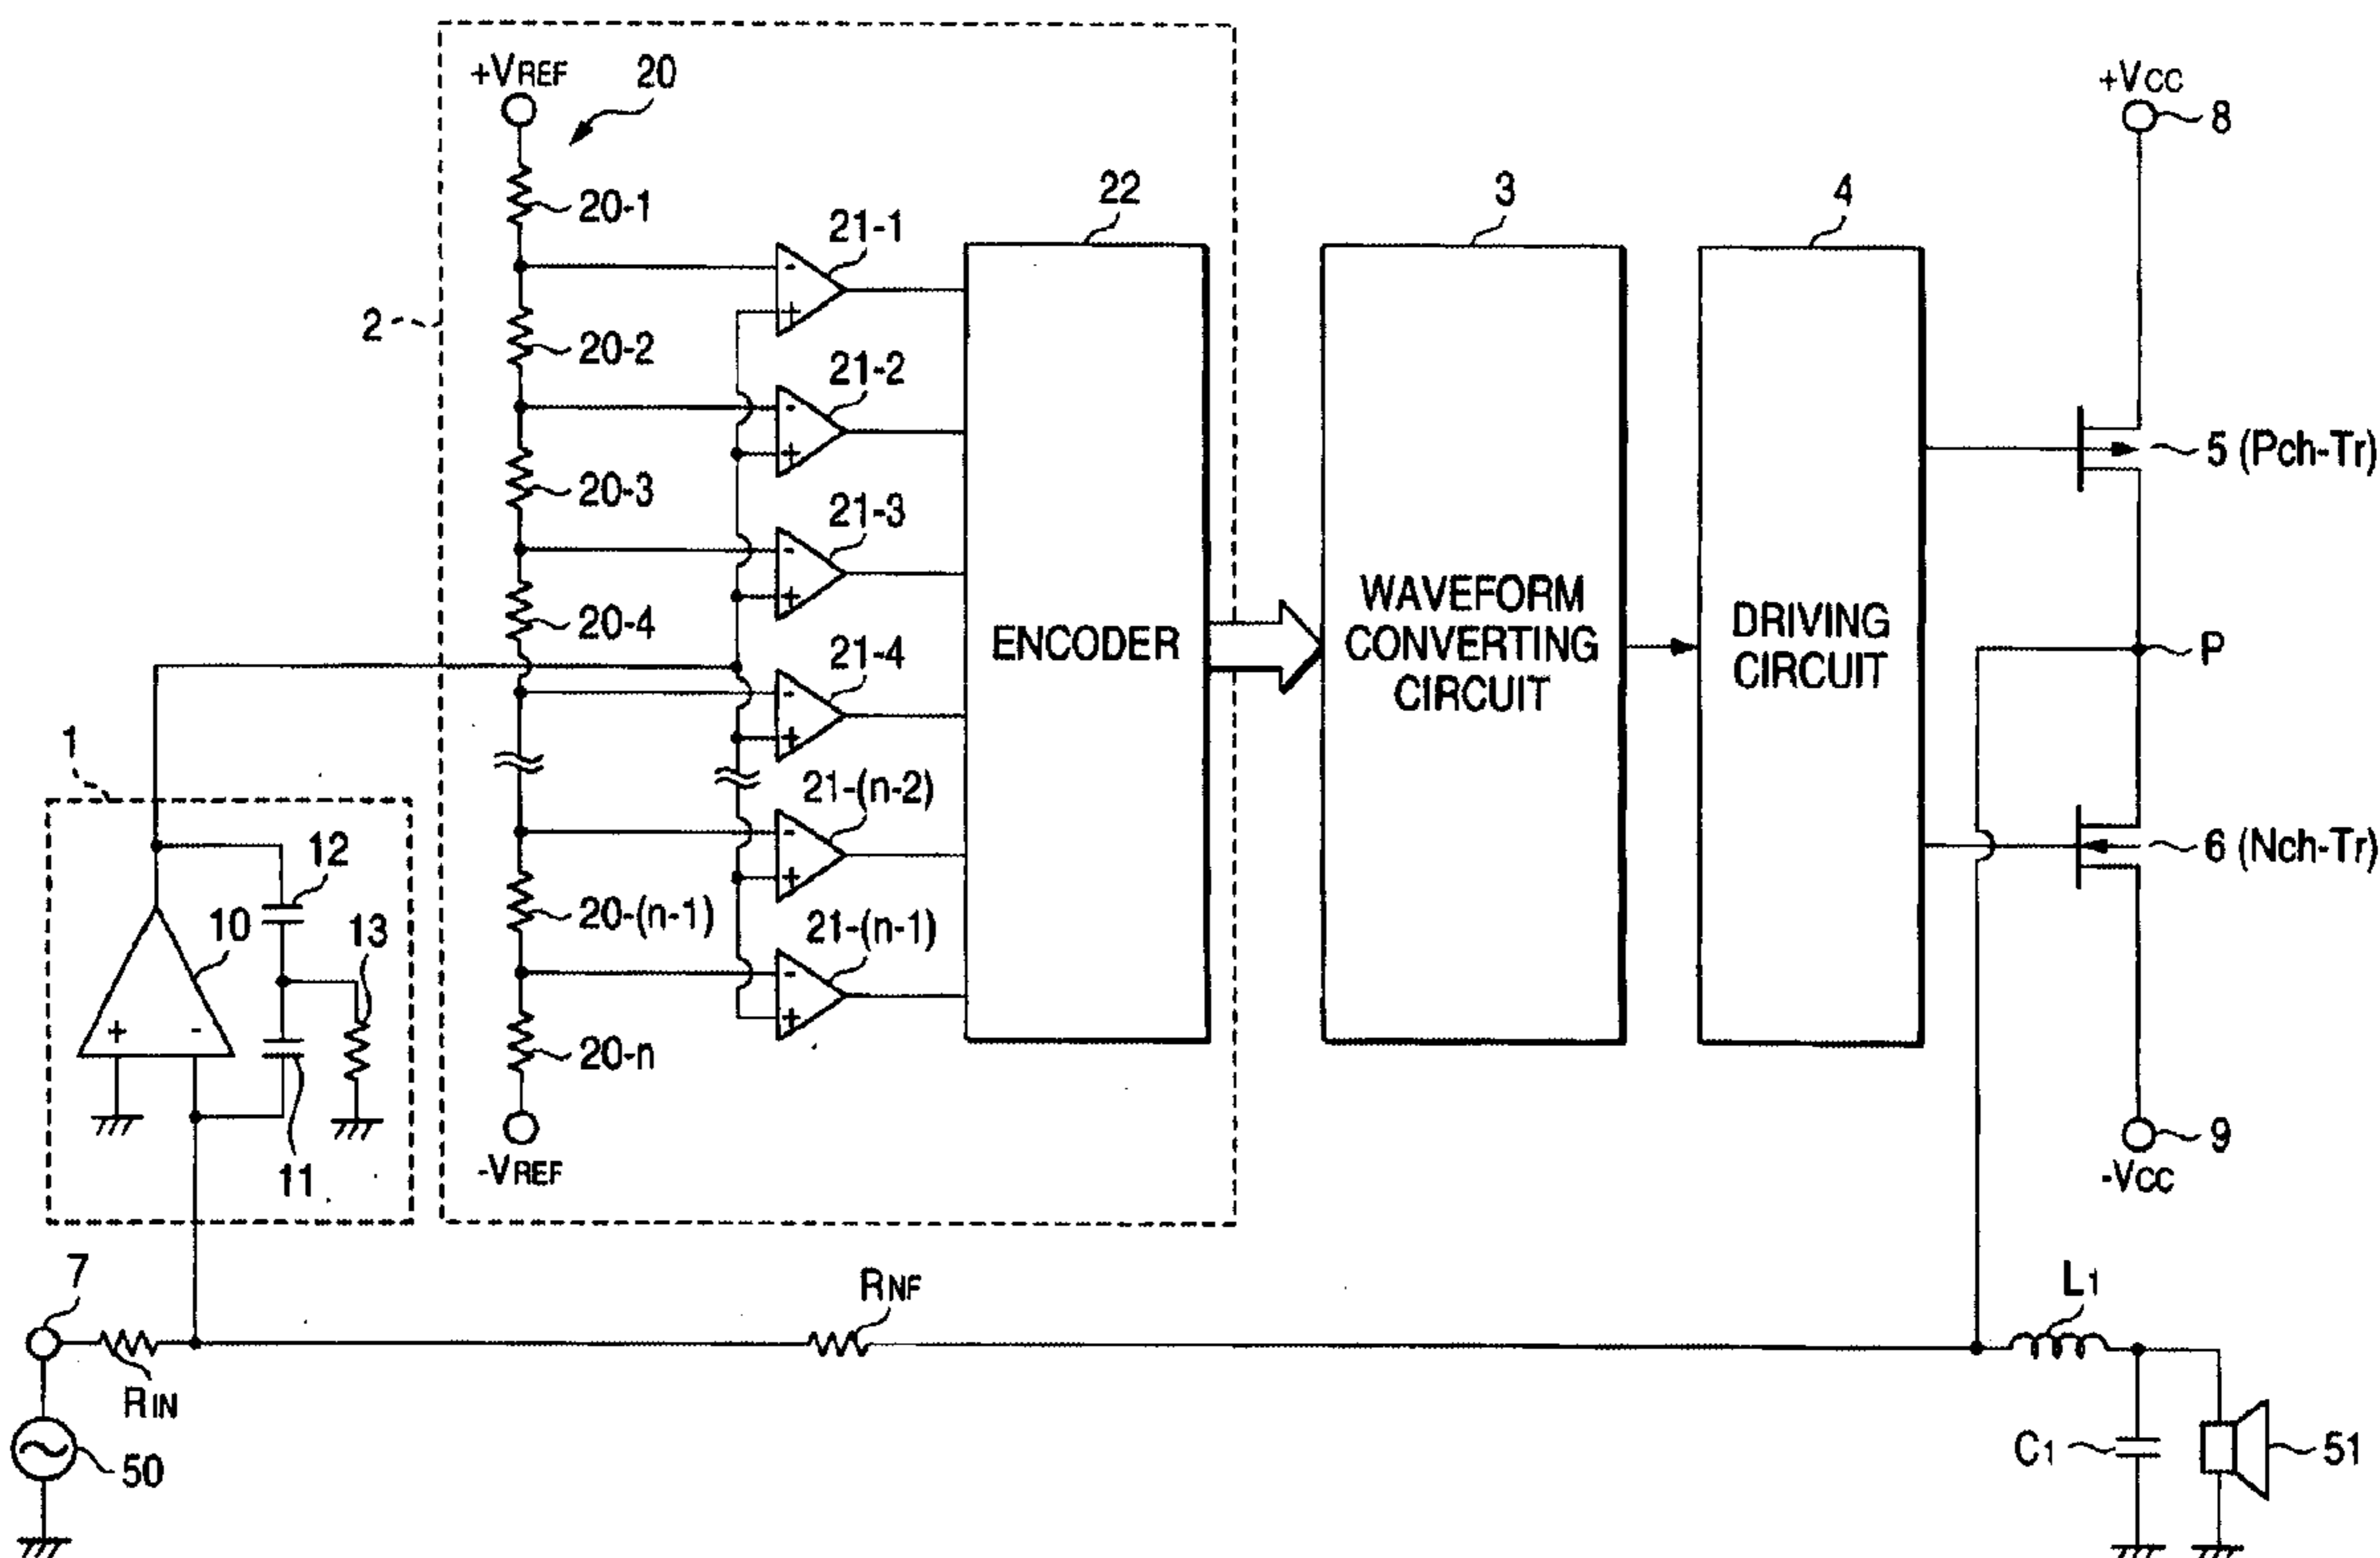 +VREF
20
+VCC
8
20-1
21-1
22
3
4
2
20-2
21-2
5 (Pch-Tr)
20-3
21-3
20-4
21-4
ENCODER
WAVEFORM
CONVERTING
CIRCUIT
DRIVING
CIRCUIT
P
1
21-(n-2)
12
6 (Nch-Tr)
10
13
20-(n-1)
21-(n-1)
+
-
20-n
11
-VREF
9
-VCC
7
RNF
L1
RIN
50
C1
51